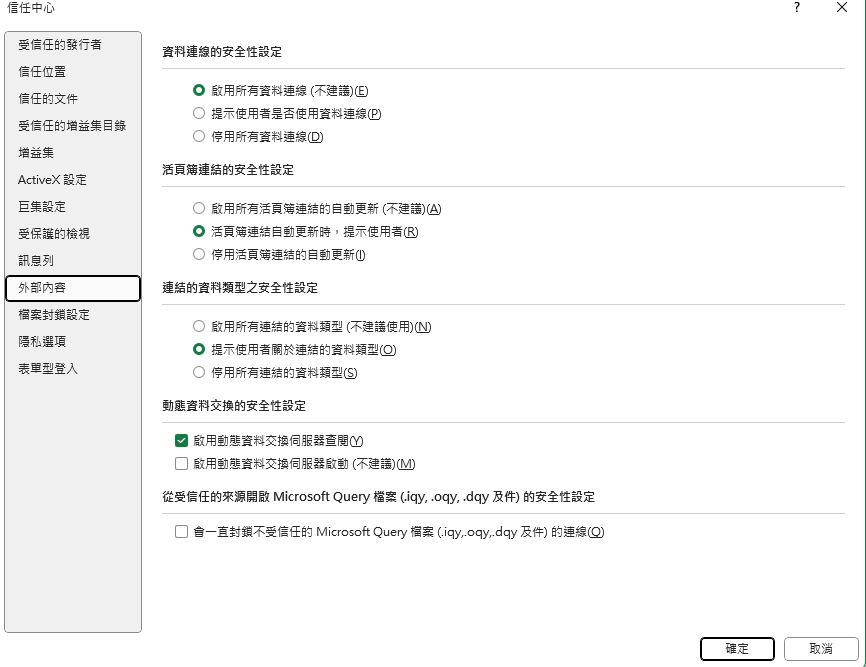 信任中心
?
受信任的發行者
信任位置
信任的文件
受信任的增益集目錄
增益集
ActiveX 設定
巨集設定
受保護的檢視
訊息列
外部內容
檔案封鎖設定
隱私選項
表單型登入
資料連線的安全性設定
啟用所有資料連線 (不建議)(E)
提示使用者是否使用資料連線(P)
停用所有資料連線(D)
活頁簿連結的安全性設定
啟用所有活頁簿連結的自動更新 (不建議)(A)
活頁簿連結自動更新時，提示使用者(R)
停用活頁簿連結的自動更新(I)
連結的資料類型之安全性設定
啟用所有連結的資料類型 (不建議使用)(N)
提示使用者關於連結的資料類型(O)
停用所有連結的資料類型(S)
動態資料交換的安全性設定
啟用動態資料交換伺服器查閱(Y)
啟用動態資料交換伺服器啟動 (不建議)(M)
從受信任的來源開啟 Microsoft Query 檔案 (.iqy, .oqy, .dqy 及件) 的安全性設定
會一直封鎖不受信任的 Microsoft Query 檔案 (.iqy,.oqy,.dqy 及件) 的連線(Q)
確定
取消